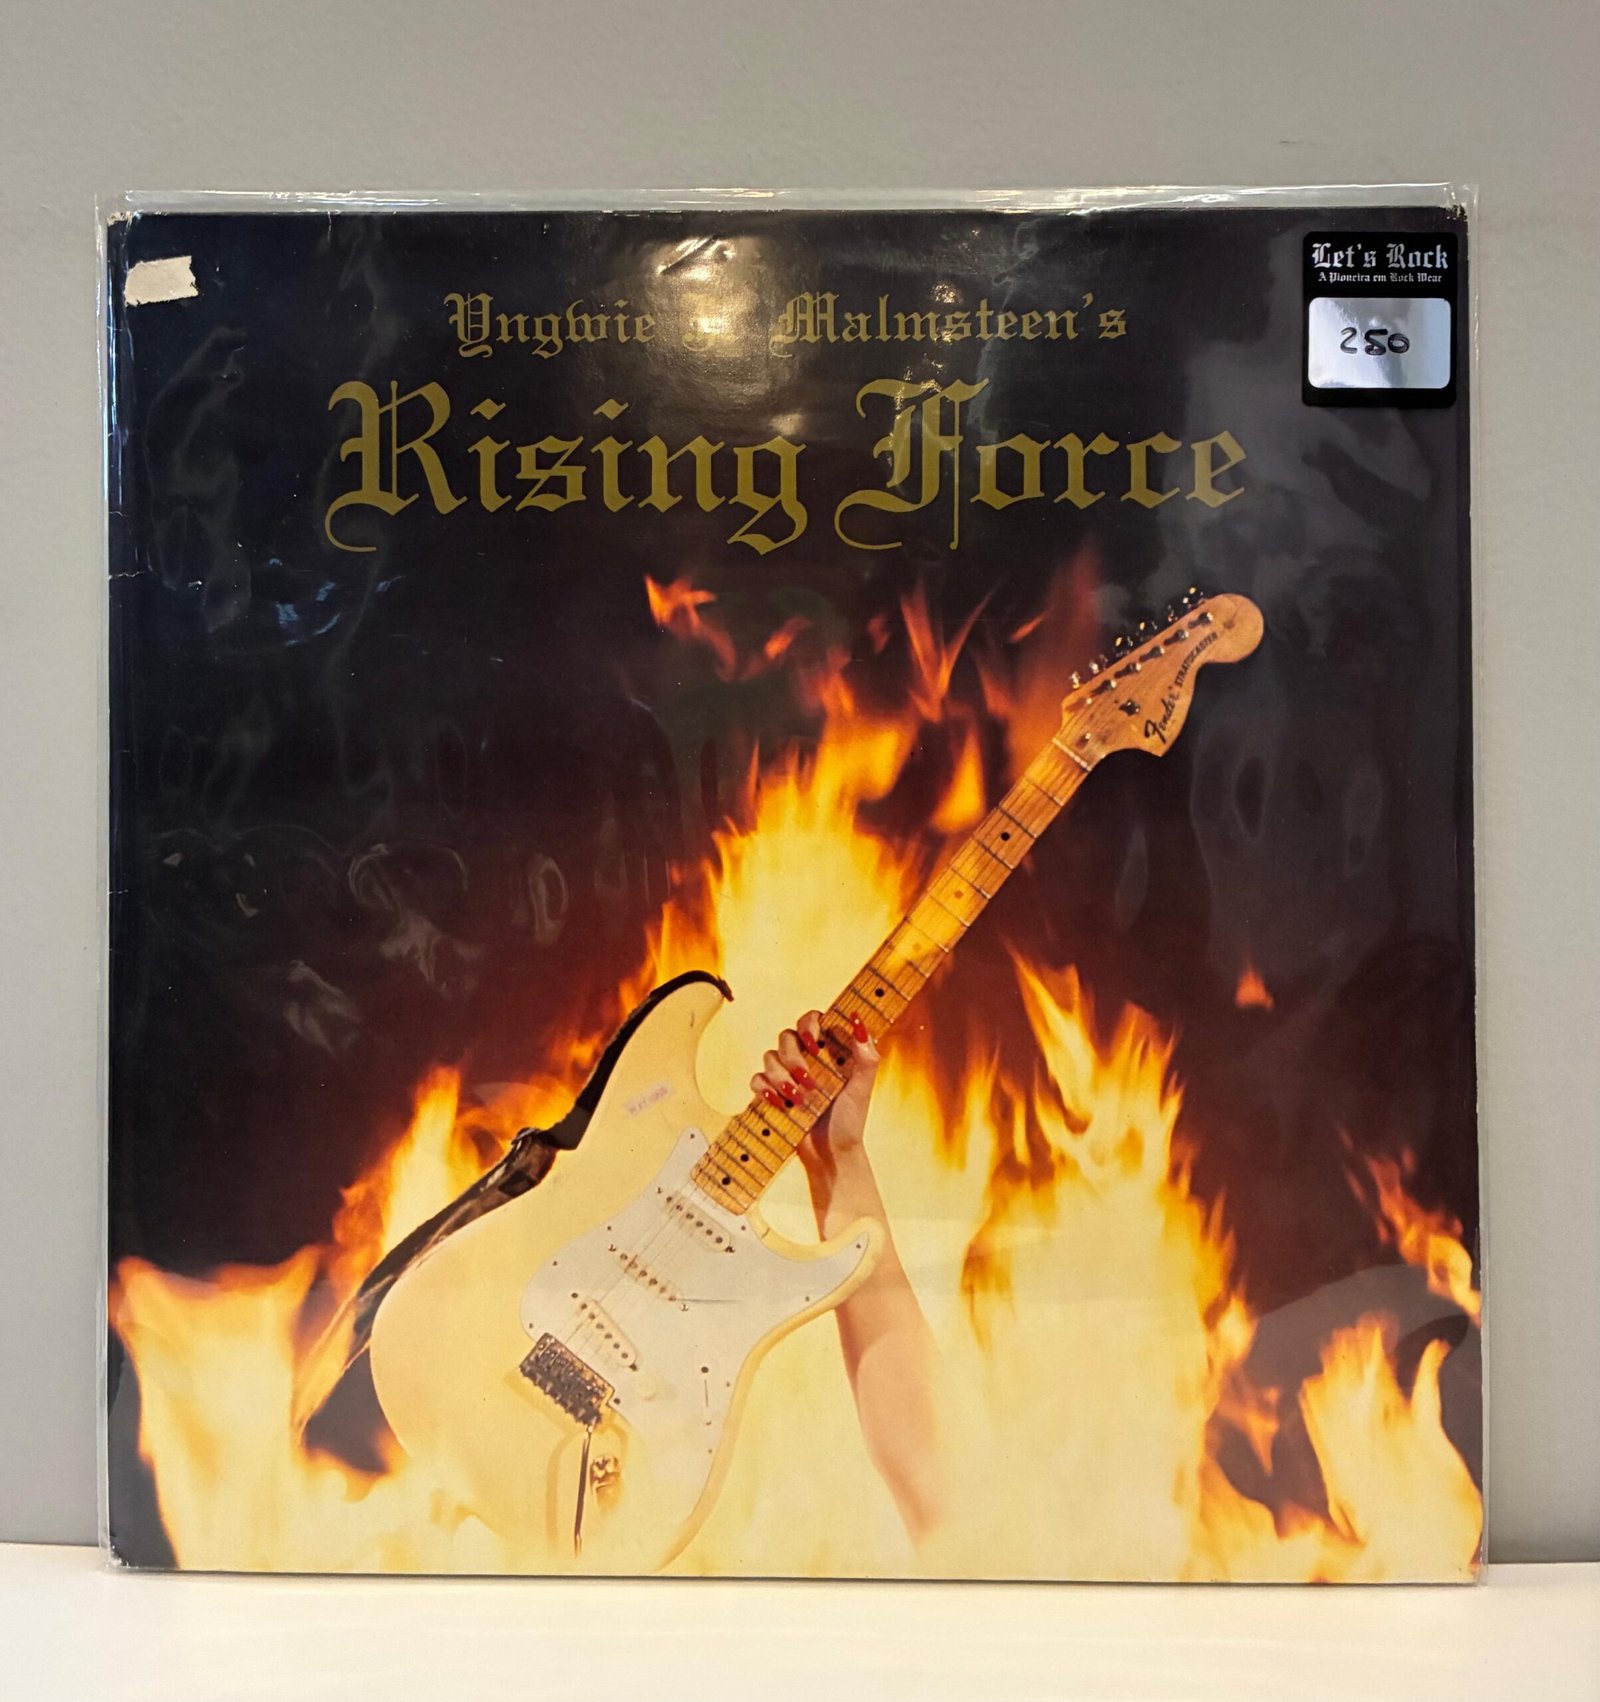 Let's Rock
A Pioneira em Rock Wear
250
Yngwie J. Malmsteen's
Rising Force
Fender STRATOCASTER